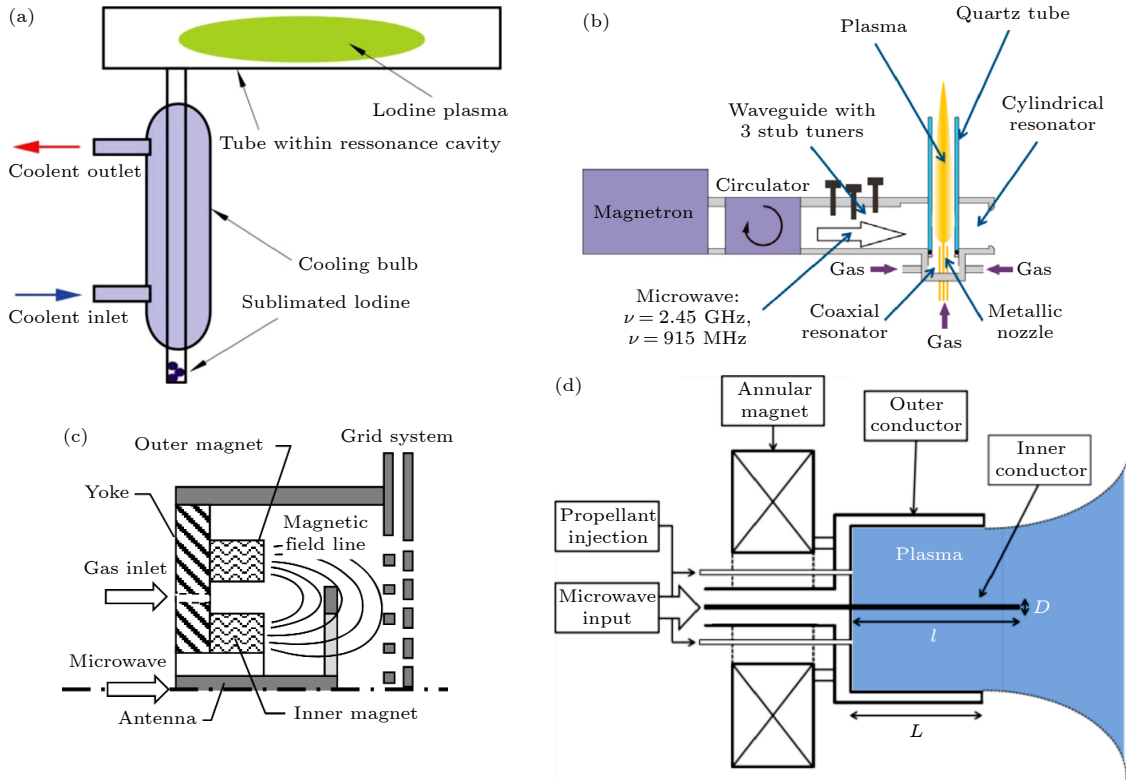 (a)
Lodine plasma
Tube within ressonance cavity
Coolent outlet
Cooling bulb
Sublimated lodine
Coolent inlet
(b)
Plasma
Quartz tube
Waveguide with
3 stub tuners
Cylindrical
resonator
Circulator
Magnetron
Gas
Gas
Microwave:
ν = 2.45 GHz,
ν = 915 MHz
Coaxial
resonator
Metallic
nozzle
Gas
(c)
Outer magnet
Grid system
Yoke
Magnetic
field line
Gas inlet
Microwave
Antenna
Inner magnet
(d)
Annular
magnet
Outer
conductor
Inner
conductor
Propellant
injection
Plasma
Microwave
input
D
l
L